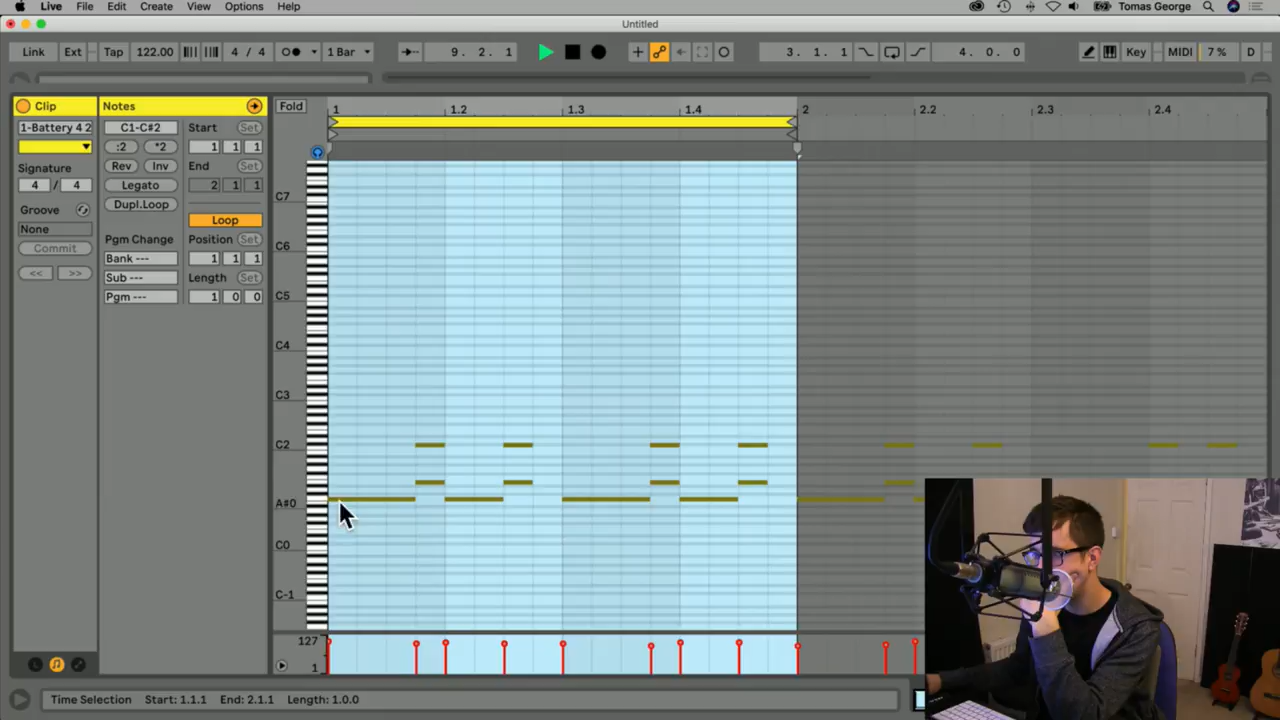 Live File Edit Create View Options Help Tomas George
Untitled
Link Ext Tap 122.00 4 / 4 1 Bar 9. 2. 1 3. 1. 1 4. 0. 0 Key MIDI 7 % D
Clip Notes Fold 1 1.2 1.3 1.4 2 2.2 2.3 2.4
1-Battery 4 2 C1-C#2 Start Set
:2 *2 1 1 1
Signature Rev Inv End Set
4 / 4 Legato 2 1 1
Groove Dupl.Loop
None Loop
Commit Pgm Change Position Set
<< >> Bank --- 1 1 1
Sub --- Length Set
Pgm --- 1 0 0
C7
C6
C5
C4
C3
C2
A#0
C0
C-1
127
1
Time Selection Start: 1.1.1 End: 2.1.1 Length: 1.0.0